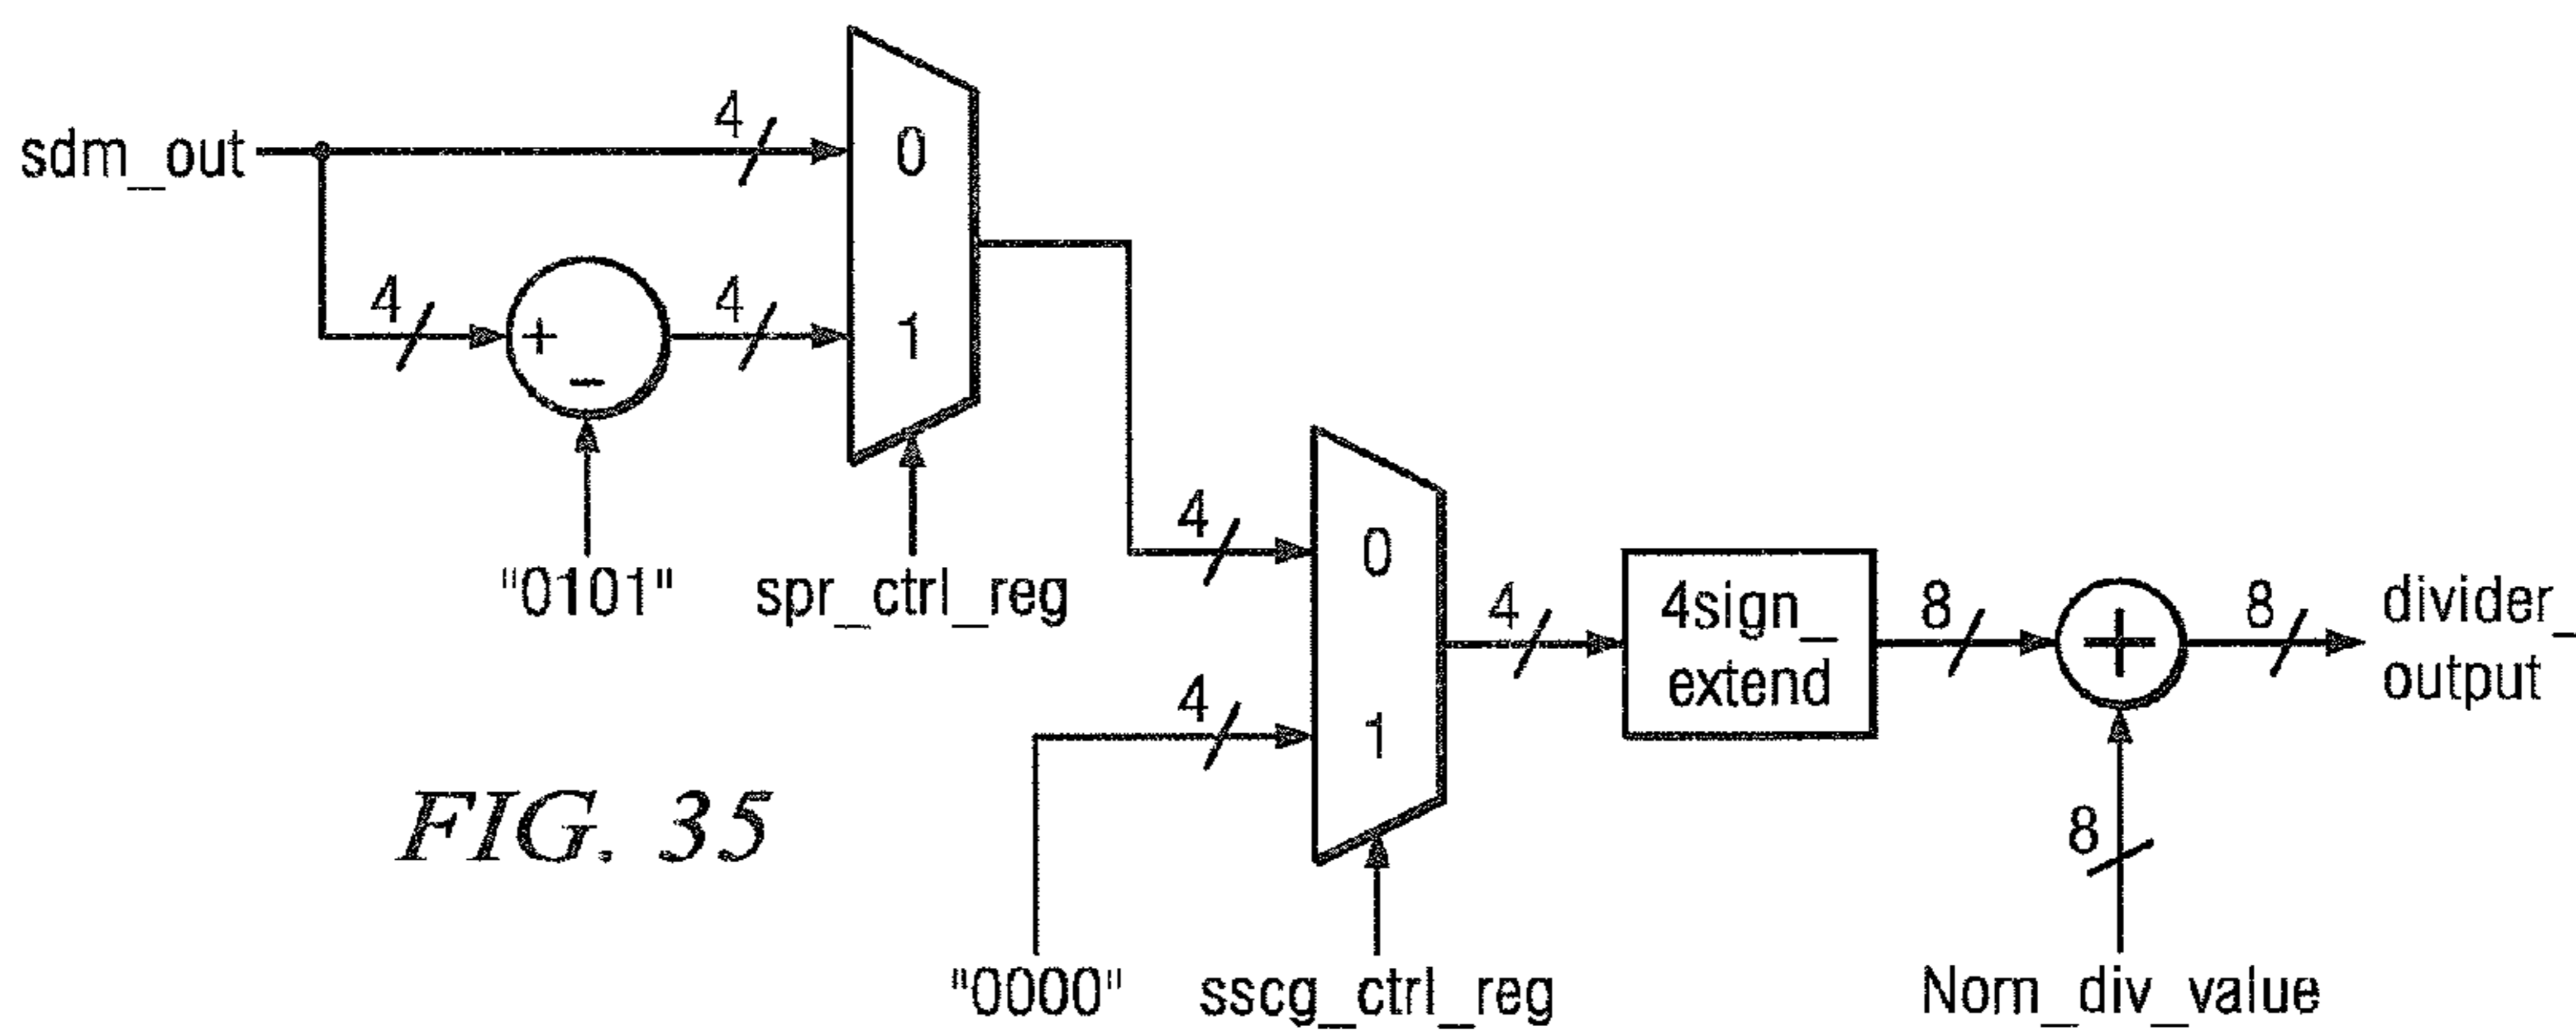 4
sdm_out
0
4
4
+
1
−
"0101"
spr_ctrl_reg
4
0
4
4sign_
extend
8
+
8
divider_
output
4
1
8
FIG. 35
"0000"
sscg_ctrl_reg
Nom_div_value